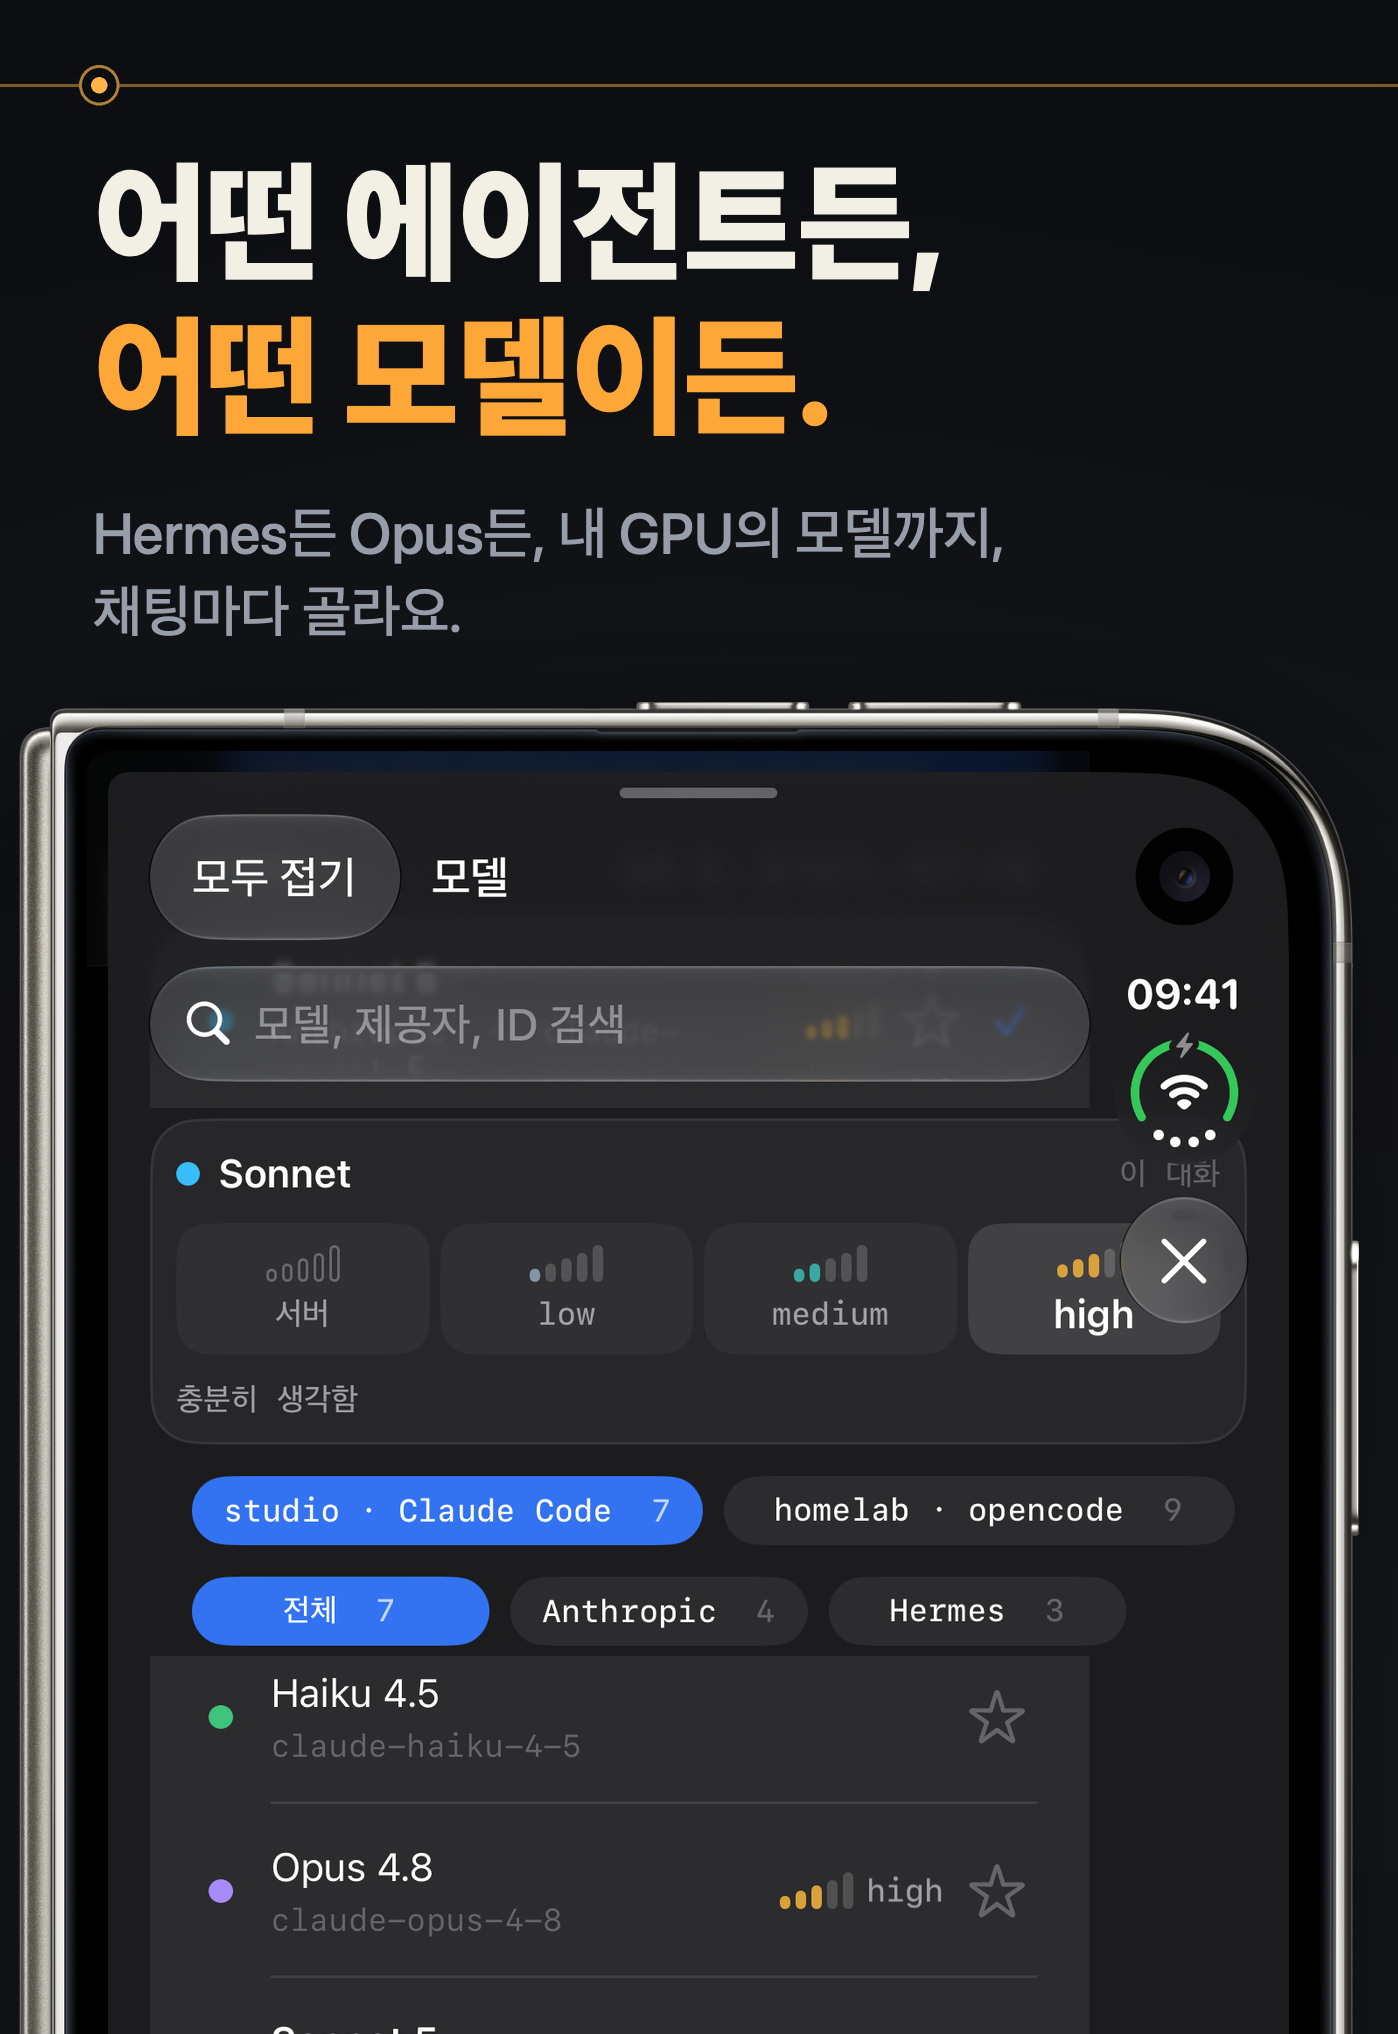 어떤 에이전트든,
어떤 모델이든.
Hermes든 Opus든, 내 GPU의 모델까지,
채팅마다 골라요.
모두 접기 모델
모델, 제공자, ID 검색
09:41
Sonnet 이 대화
서버 low medium high
충분히 생각함
studio · Claude Code 7 homelab · opencode 9
전체 7 Anthropic 4 Hermes 3
Haiku 4.5
claude-haiku-4-5
Opus 4.8
claude-opus-4-8 high